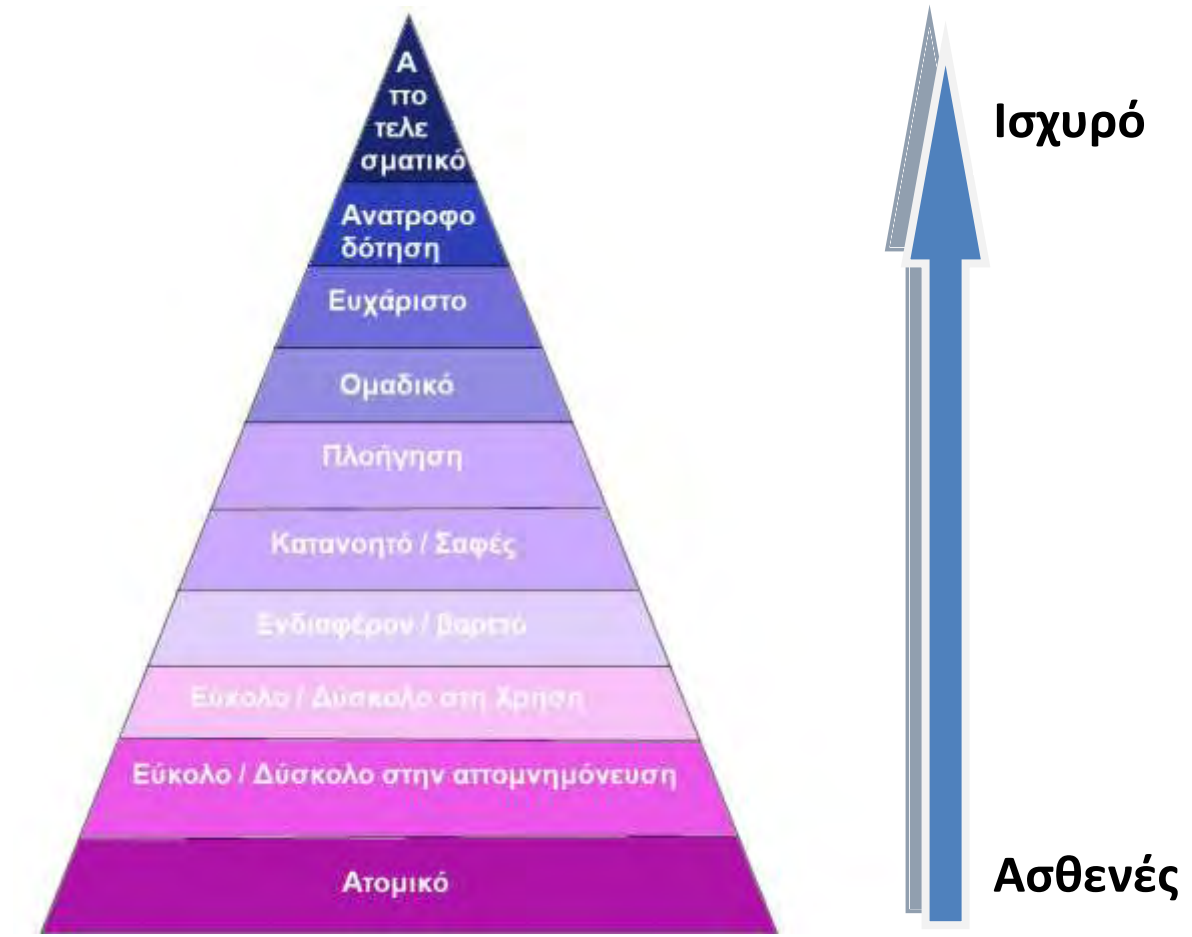 Α
πο
τελε
σματικό
Ισχυρό
Ανατροφο
δότηση
Ευχάριστο
Ομαδικό
Πλοήγηση
Κατανοητό / Σαφές
Ενδιαφέρον / βαρετό
Εύκολο / Δύσκολο στη Χρήση
Εύκολο / Δύσκολο στην απομνημόνευση
Ατομικό
Ασθενές